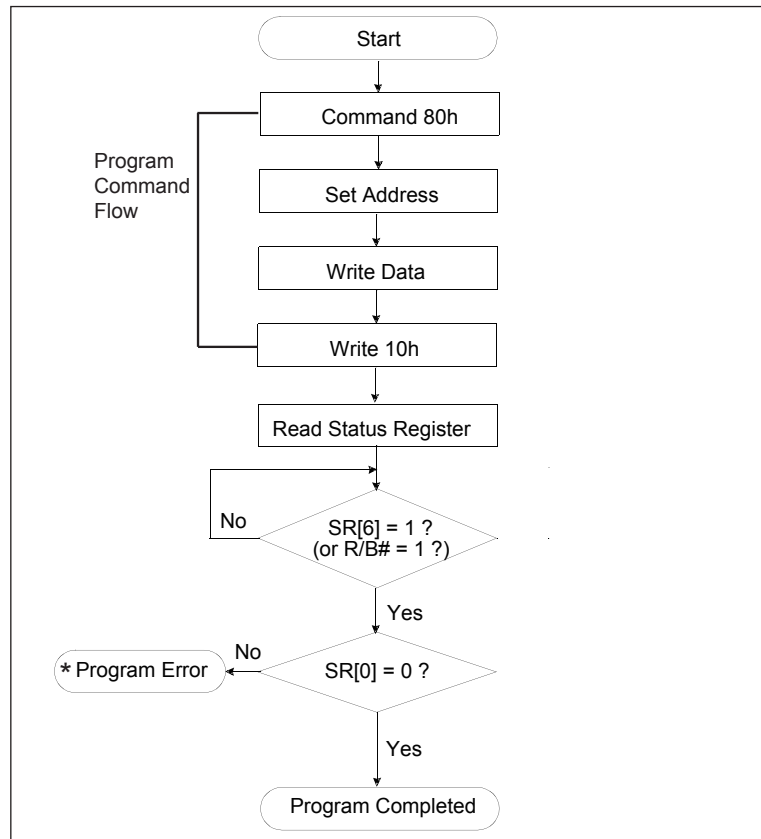 Start
Command 80h
Program
Command
Flow
Set Address
Write Data
Write 10h
Read Status Register
No
SR[6] = 1 ?
(or R/B# = 1 ?)
Yes
No
* Program Error
SR[0] = 0 ?
Yes
Program Completed